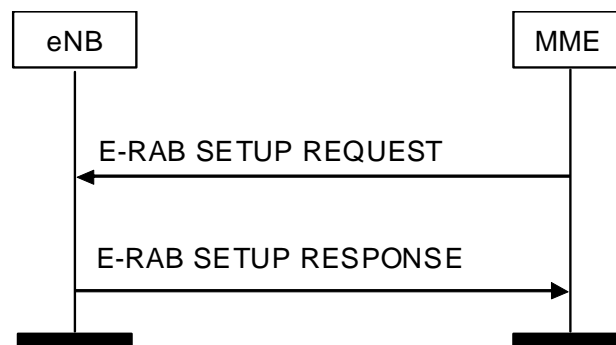 eNB
MME
E-RAB SETUP REQUEST
E-RAB SETUP RESPONSE